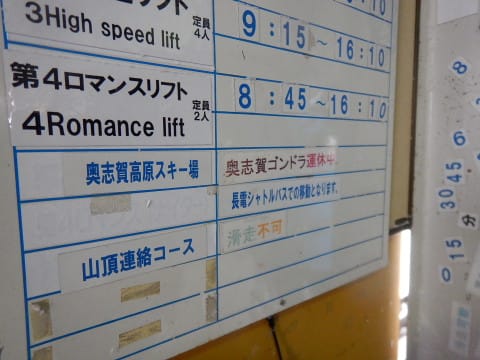 3High speed lift 定員4人 9:15~16:10
第4ロマンスリフト
4Romance lift 定員2人 8:45~16:10
奥志賀高原スキー場 奥志賀ゴンドラ運休中。
長電シャトルバスでの移動となります。
山頂連絡コース 滑走不可
8
6
45
30
15
0
分